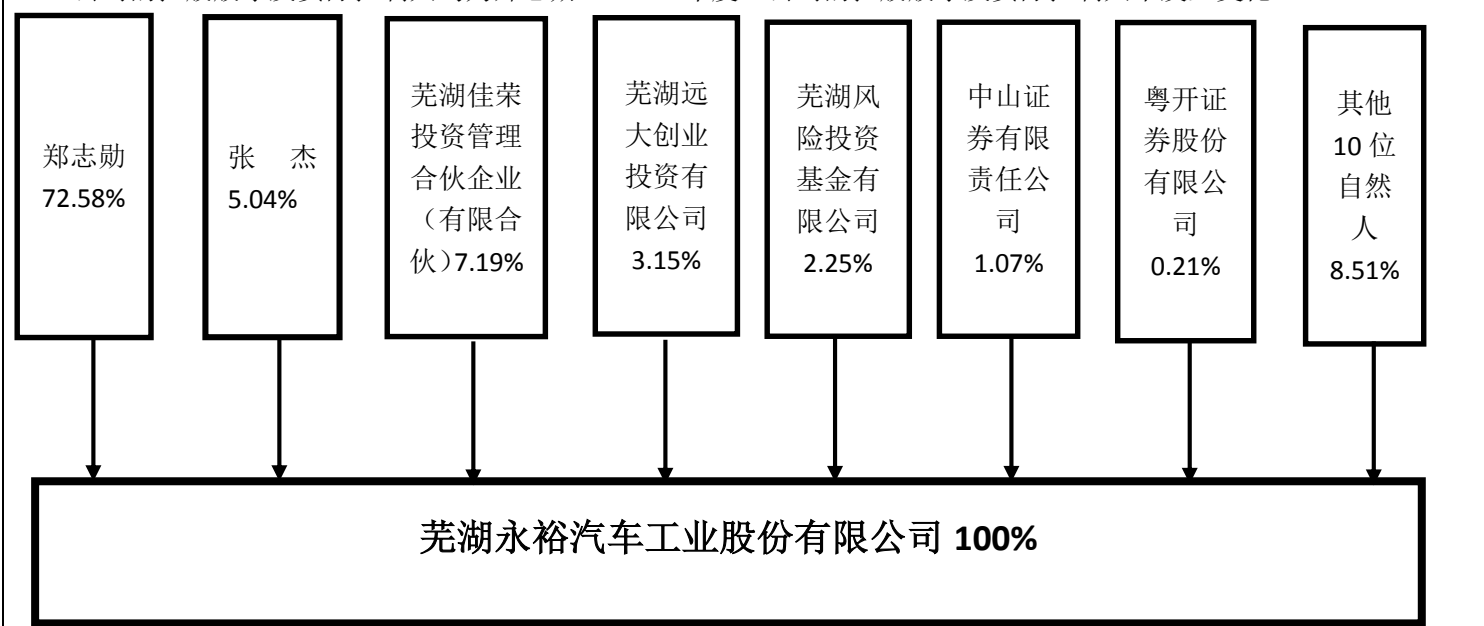 郑志勋
72.58%
张 杰
5.04%
芜湖佳荣
投资管理
合伙企业
（有限合
伙）7.19%
芜湖远
大创业
投资有
限公司
3.15%
芜湖风
险投资
基金有
限公司
2.25%
中山证
券有限
责任公
司
1.07%
粤开证
券股份
有限公
司
0.21%
其他
10 位
自然
人
8.51%
芜湖永裕汽车工业股份有限公司 100%